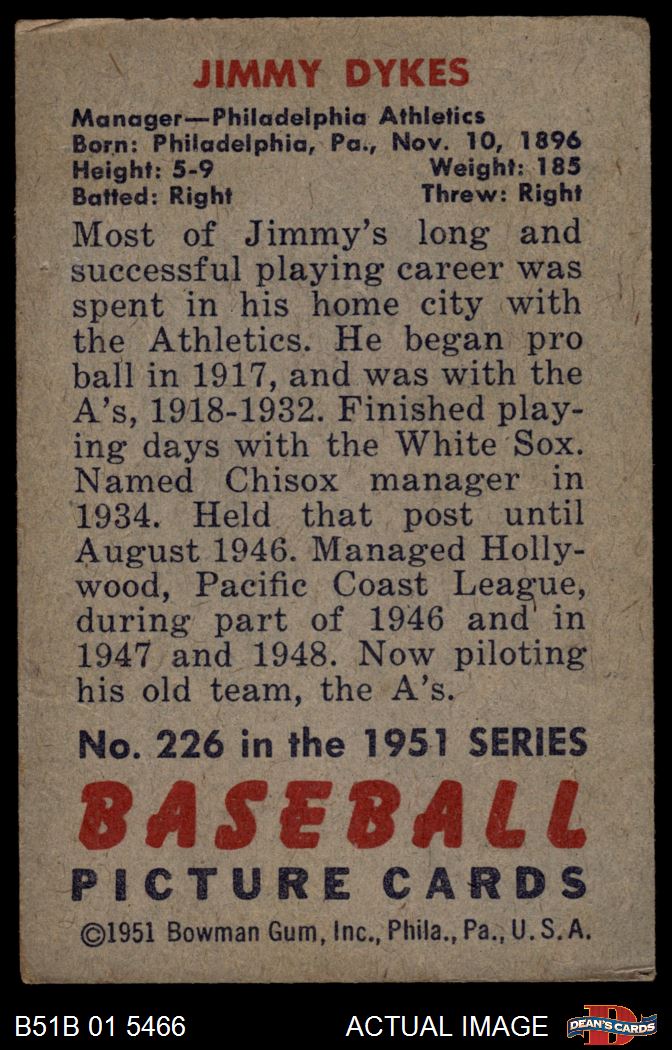 JIMMY DYKES
Manager—Philadelphia Athletics
Born: Philadelphia, Pa., Nov. 10, 1896
Height: 5-9 Weight: 185
Batted: Right Threw: Right
Most of Jimmy's long and
successful playing career was
spent in his home city with
the Athletics. He began pro
ball in 1917, and was with the
A's, 1918-1932. Finished play-
ing days with the White Sox.
Named Chisox manager in
1934. Held that post until
August 1946. Managed Holly-
wood, Pacific Coast League,
during part of 1946 and in
1947 and 1948. Now piloting
his old team, the A's.
No. 226 in the 1951 SERIES
BASEBALL
PICTURE CARDS
©1951 Bowman Gum, Inc., Phila., Pa., U. S. A.
B51B 01 5466 ACTUAL IMAGE D DEAN'S CARDS